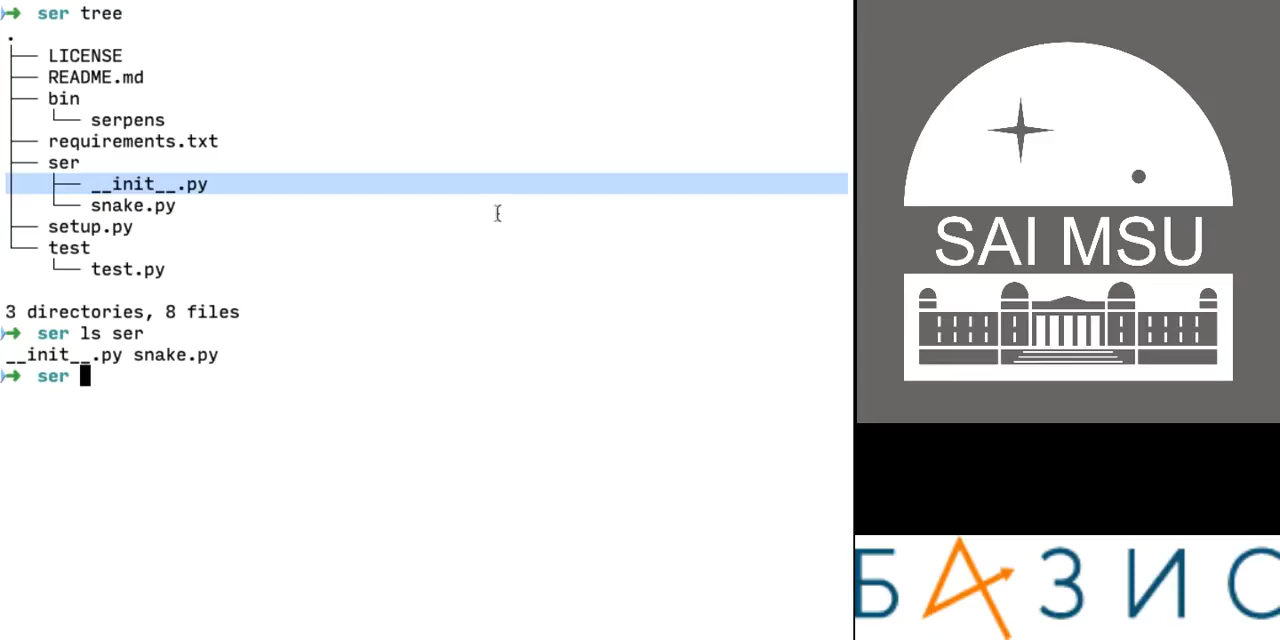 ➜ ser tree
.
├── LICENSE
├── README.md
├── bin
│   └── serpens
├── requirements.txt
├── ser
│   ├── __init__.py
│   └── snake.py
├── setup.py
└── test
    └── test.py
3 directories, 8 files
➜ ser ls ser
__init__.py snake.py
➜ ser
SAI MSU
БАЗИС